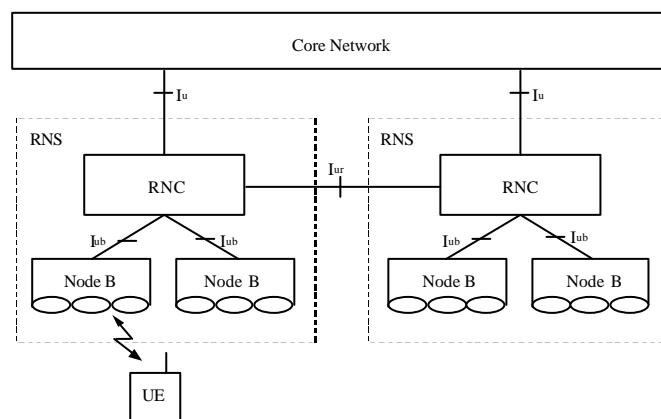 Core Network
Iu
Iu
RNS
RNS
Iur
RNC
RNC
Iub
Iub
Iub
Iub
Node B
Node B
Node B
Node B
UE